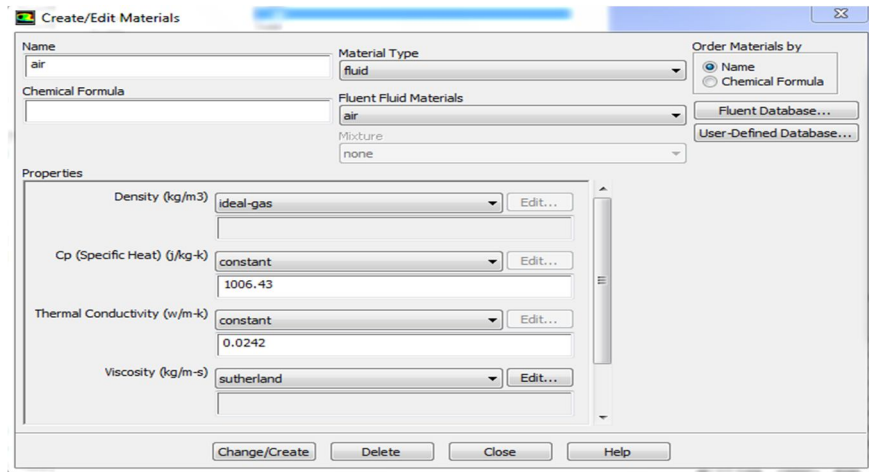 Create/Edit Materials
Name
air
Chemical Formula
Material Type
fluid
Fluent Fluid Materials
air
Mixture
none
Order Materials by
Name
Chemical Formula
Fluent Database...
User-Defined Database...
Properties
Density (kg/m3) ideal-gas Edit...
Cp (Specific Heat) (j/kg-k) constant Edit...
1006.43
Thermal Conductivity (w/m-k) constant Edit...
0.0242
Viscosity (kg/m-s) sutherland Edit...
Change/Create Delete Close Help